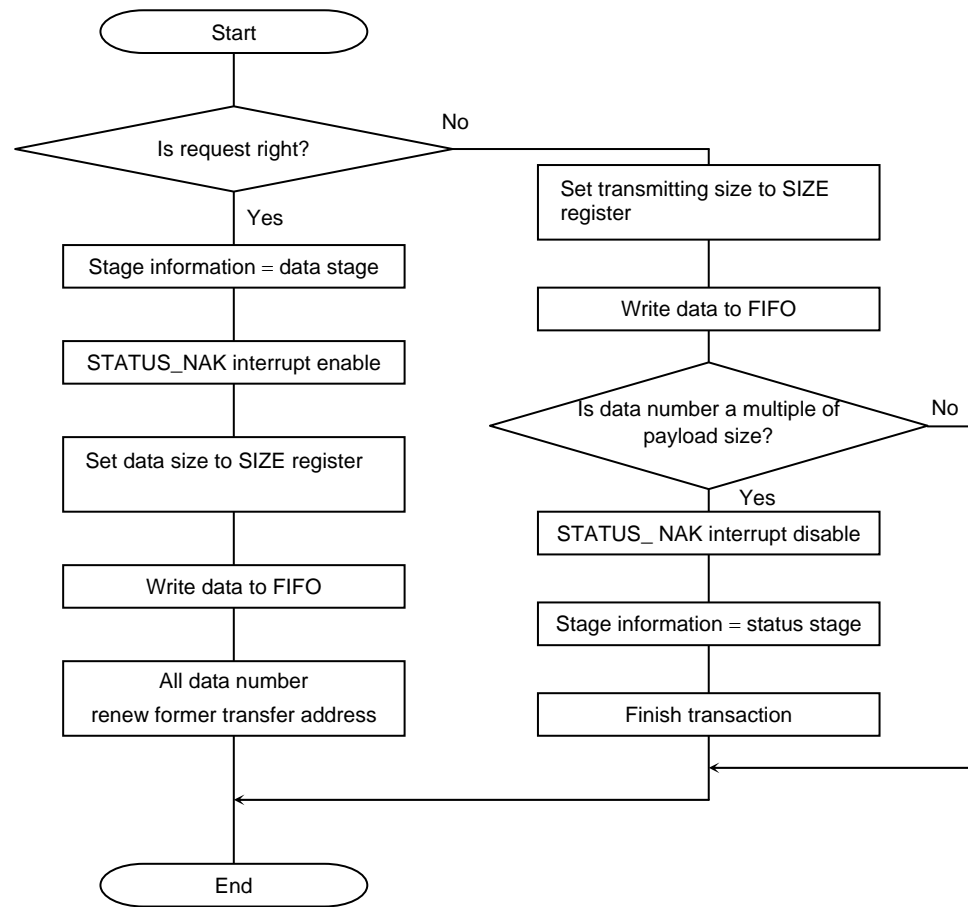 Start
Is request right?
No
Yes
Stage information = data stage
STATUS_NAK interrupt enable
Set data size to SIZE register
Write data to FIFO
All data number
renew former transfer address
Set transmitting size to SIZE
register
Write data to FIFO
Is data number a multiple of
payload size?
No
Yes
STATUS_ NAK interrupt disable
Stage information = status stage
Finish transaction
End